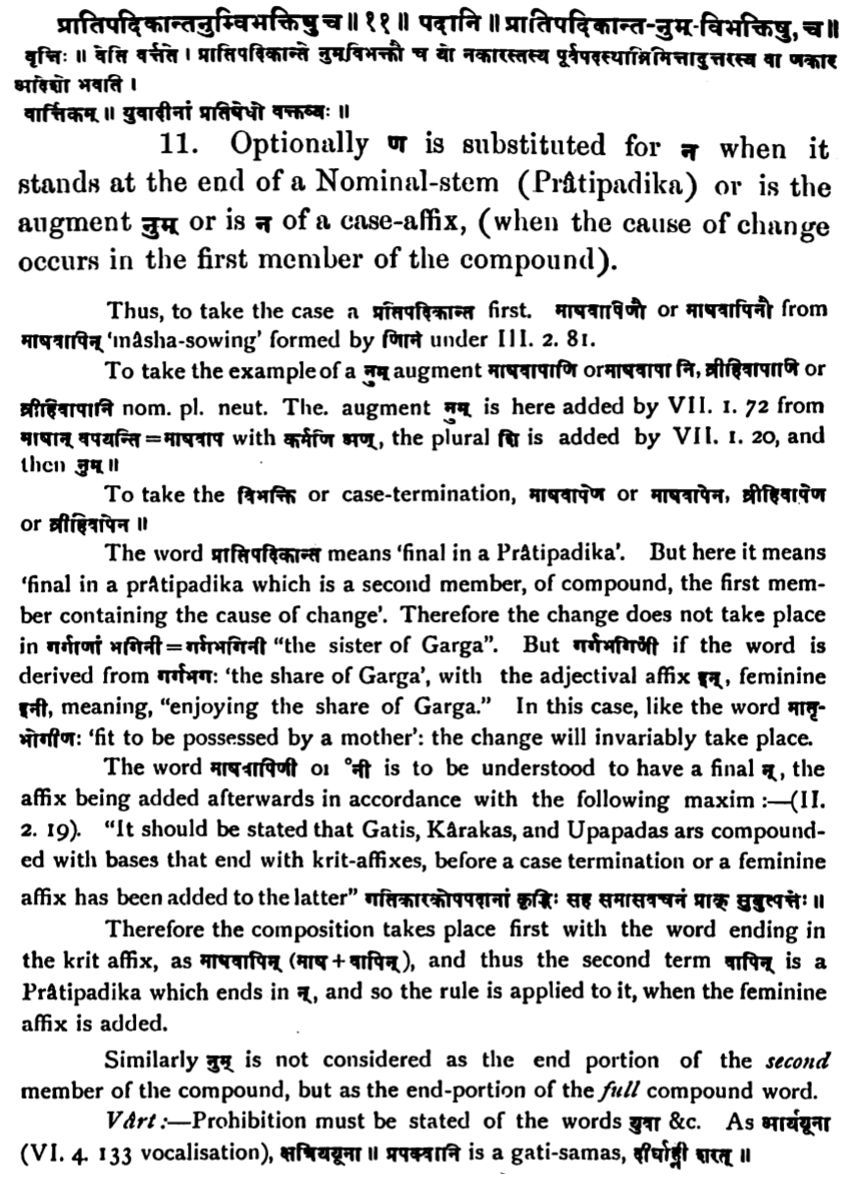 प्रातिपदिकान्तनुम्विभक्तिषु च ॥ ११ ॥ पदानि ॥ प्रातिपदिकान्त-नुम्-विभक्तिषु, च ॥
वृत्तिः ॥ वेति वर्त्तते । प्रातिपदिकान्ते नुम्विभक्तौ च यो नकारस्तस्य पूर्वपदस्थान्निमित्तादुत्तरस्य वा णकार
आदेशो भवति ।
वार्त्तिकम् ॥ युवादीनां प्रतिषेधो वक्तव्यः ॥
11. Optionally ण is substituted for न when it
stands at the end of a Nominal-stem (Prâtipadika) or is the
augment नुम् or is न of a case-affix, (when the cause of change
occurs in the first member of the compound).
Thus, to take the case a प्रतिपदिकान्त first. माषवापिणौ or माषवापिनौ from
माषवापिन् 'mâsha-sowing' formed by णिनि under III. 2. 81.
To take the example of a नुम् augment माषवापाणि or माषवापा नि, व्रीहिवापाणि or
व्रीहिवापानि nom. pl. neut. The. augment नुम् is here added by VII. 1. 72 from
माषान् वपयन्ति = माषवाप with कर्मणि अण्, the plural शि is added by VII. 1. 20, and
then नुम् ॥
To take the विभक्ति or case-termination, माषवापेण or माषवापेन, व्रीहिवापेण
or व्रीहिवापेन ॥
The word प्रातिपदिकान्त means 'final in a Prâtipadika'. But here it means
'final in a prâtipadika which is a second member, of compound, the first mem-
ber containing the cause of change'. Therefore the change does not take place
in गर्गाणां भगिनी = गर्गभगिनी "the sister of Garga". But गर्गभगिणी if the word is
derived from गर्गभगः 'the share of Garga', with the adjectival affix इन्, feminine
इनी, meaning, "enjoying the share of Garga." In this case, like the word मातृ-
भोगीणः 'fit to be possessed by a mother': the change will invariably take place.
The word माषवापिणी or °नी is to be understood to have a final न्, the
affix being added afterwards in accordance with the following maxim :—(II.
2. 19). "It should be stated that Gatis, Kârakas, and Upapadas ars compound-
ed with bases that end with krit-affixes, before a case termination or a feminine
affix has been added to the latter" गतिकारकोपपदानां कृद्भिः सह समासवचनं प्राक् सुबुत्पत्तेः ॥
Therefore the composition takes place first with the word ending in
the krit affix, as माषवापिन् (माष + वापिन्), and thus the second term वापिन् is a
Prâtipadika which ends in न्, and so the rule is applied to it, when the feminine
affix is added.
Similarly नुम् is not considered as the end portion of the second
member of the compound, but as the end-portion of the full compound word.
Vârt :—Prohibition must be stated of the words युवा &c. As आर्ययूना
(VI. 4. 133 vocalisation), क्षत्रिययूना ॥ प्रपक्वानि is a gati-samas, दीर्घाह्नी शरत् ॥